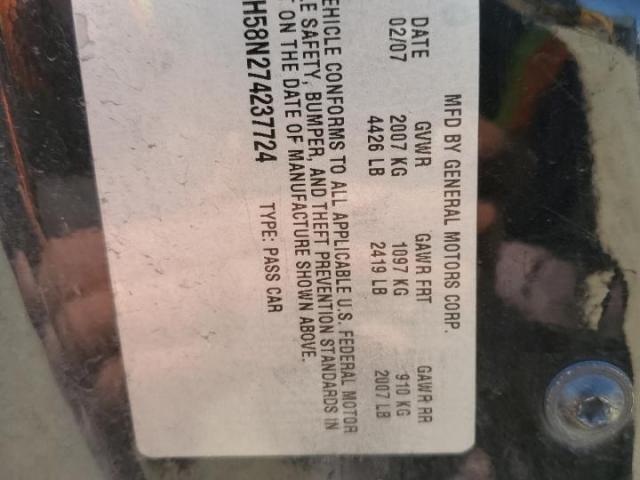 MFD BY GENERAL MOTORS CORP.
DATE GVWR GAWR FRT GAWR RR
02/07 2007 KG 1097 KG 910 KG
4426 LB 2419 LB 2007 LB
EHICLE CONFORMS TO ALL APPLICABLE U.S. FEDERAL MOTOR
LE SAFETY, BUMPER, AND THEFT PREVENTION STANDARDS IN
T ON THE DATE OF MANUFACTURE SHOWN ABOVE.
H58N274237724 TYPE: PASS CAR